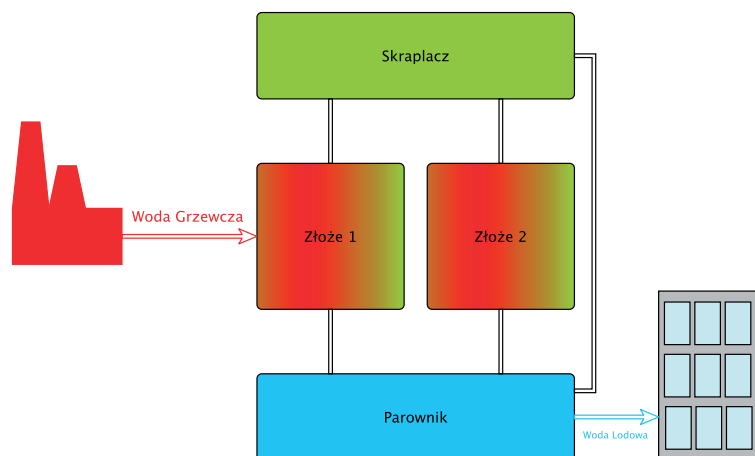 Skraplacz
Woda Grzewcza
Złoże 1
Złoże 2
Parownik
Woda Lodowa